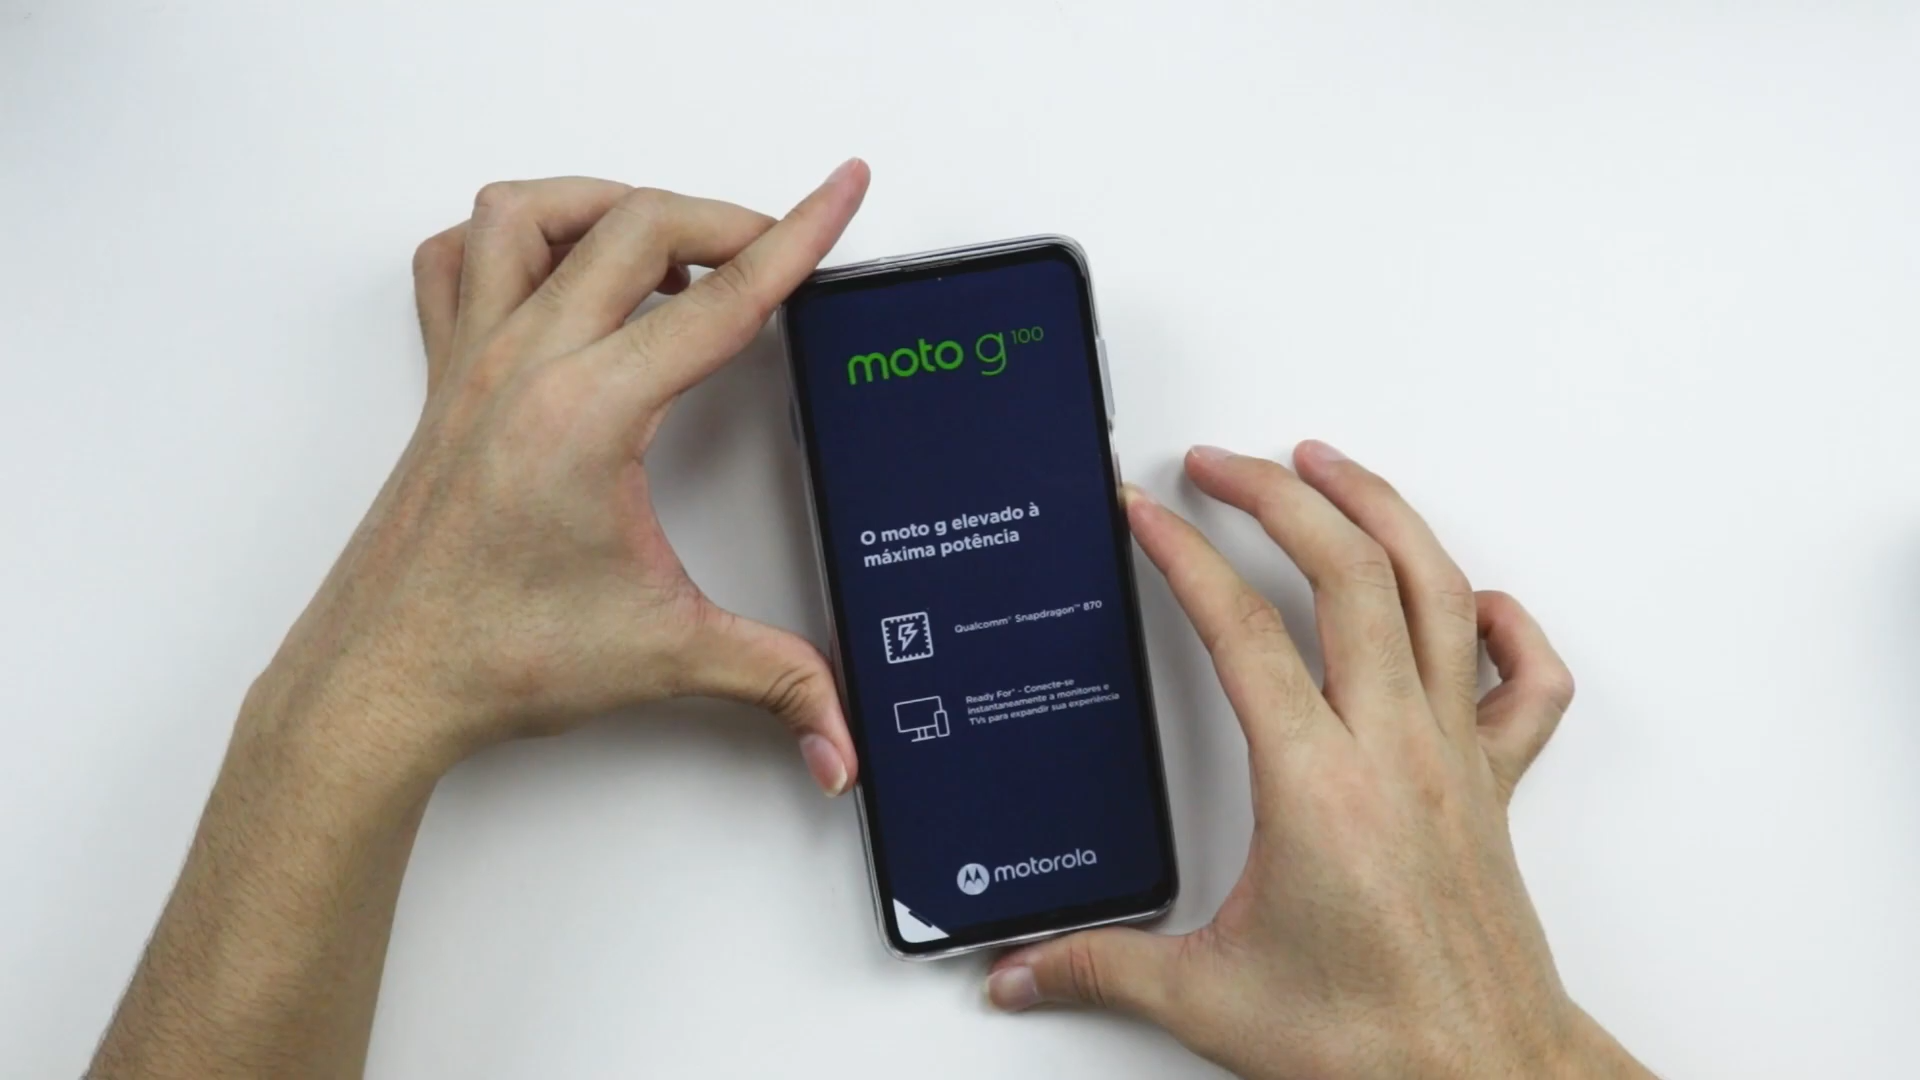 moto g 100
O moto g elevado à
máxima potência
Qualcomm® Snapdragon™ 870
Ready For* - Conecte-se
instantaneamente a monitores e
TVs para expandir sua experiência
motorola